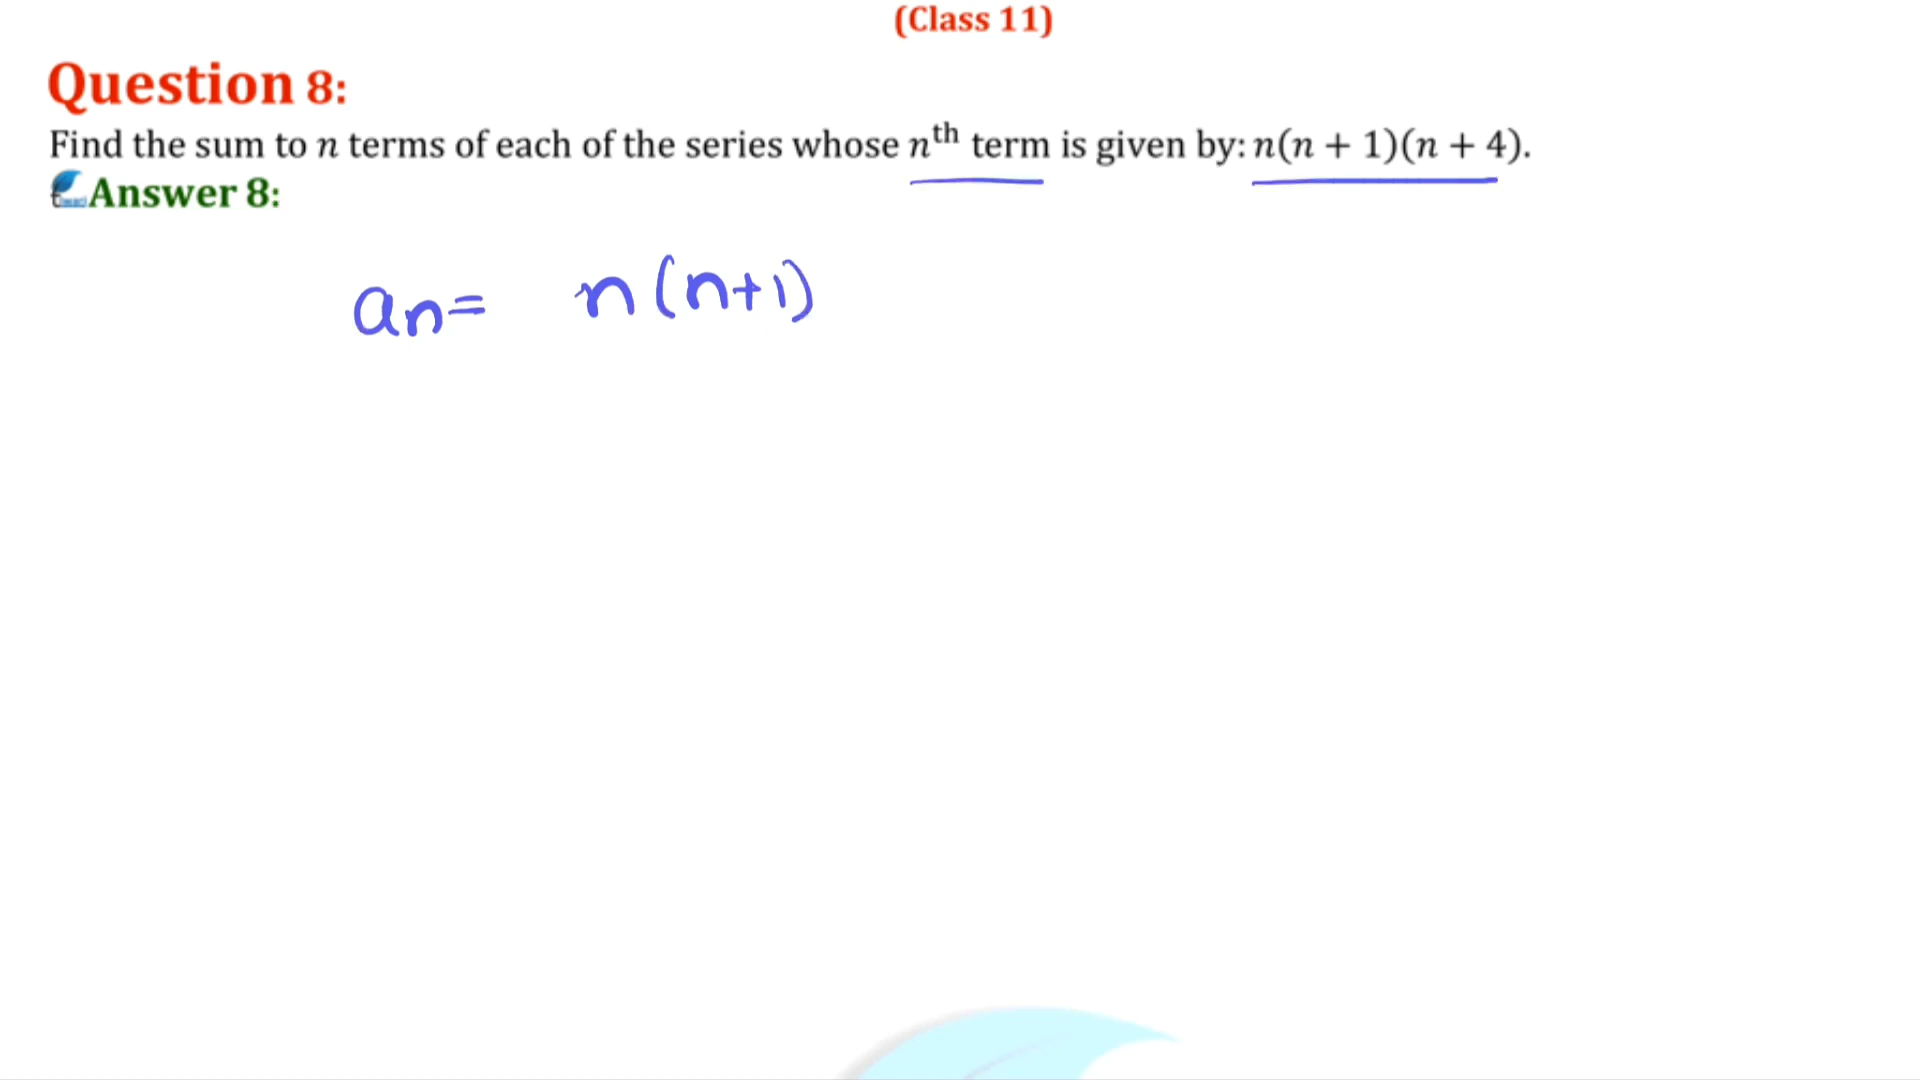 (Class 11)
Question 8:
Find the sum to n terms of each of the series whose nᵗʰ term is given by: n(n + 1)(n + 4).
Answer 8:
an= n(n+1)